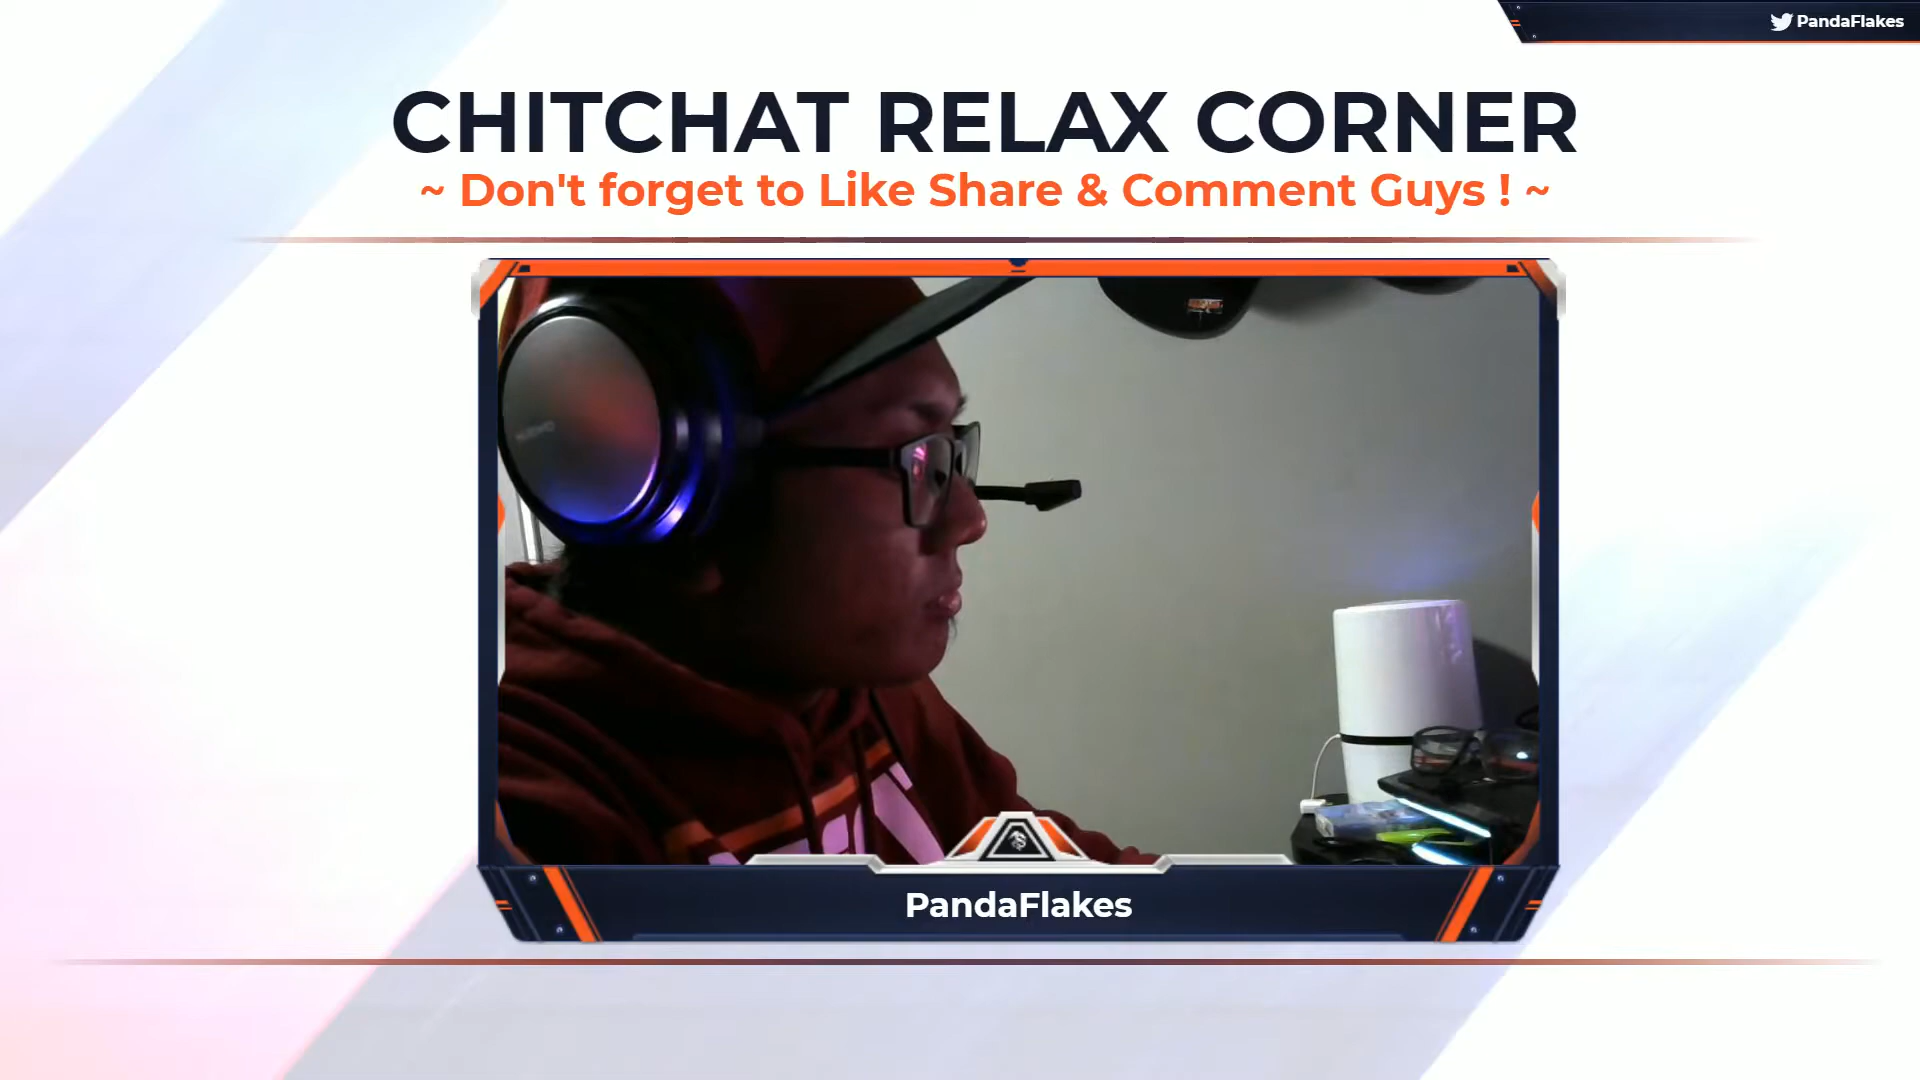 PandaFlakes
CHITCHAT RELAX CORNER
~ Don't forget to Like Share & Comment Guys ! ~
PandaFlakes